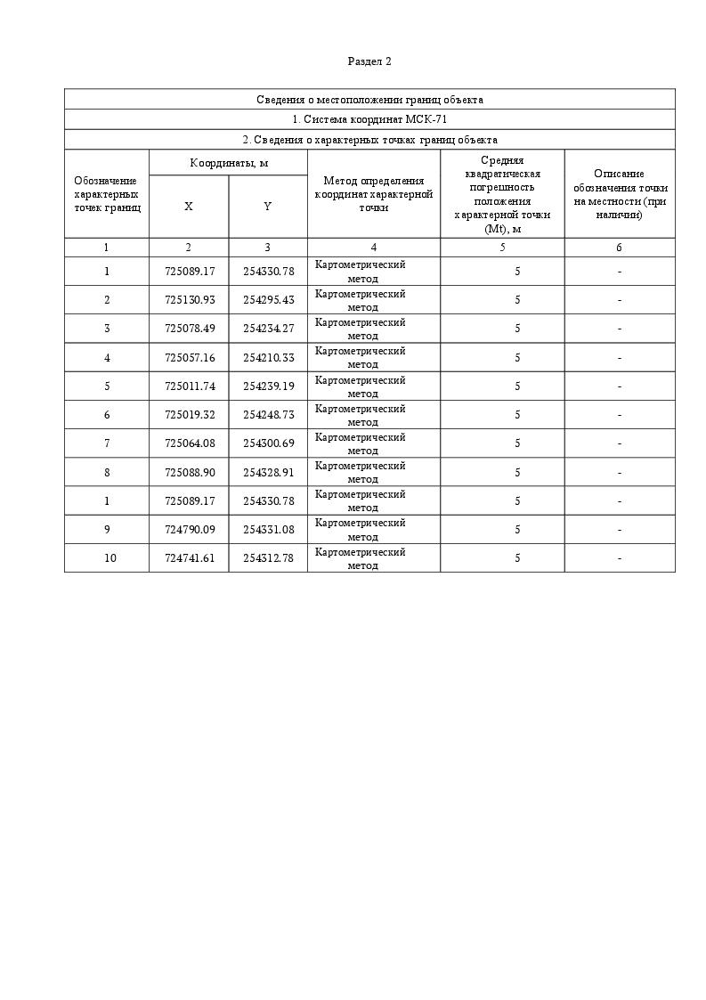 Раздел 2
Сведения о местоположении границ объекта
1. Система координат МСК-71
2. Сведения о характерных точках границ объекта
Обозначение
характерных
точек границ
Координаты, м
X
Y
Метод определения
координат характерной
точки
Средняя
квадратическая
погрешность
положения
характерной точки
(Mt), м
Описание
обозначения точки
на местности (при
наличии)
1 2 3 4 5 6
1 725089.17 254330.78 Картометрический
метод 5 -
2 725130.93 254295.43 Картометрический
метод 5 -
3 725078.49 254234.27 Картометрический
метод 5 -
4 725057.16 254210.33 Картометрический
метод 5 -
5 725011.74 254239.19 Картометрический
метод 5 -
6 725019.32 254248.73 Картометрический
метод 5 -
7 725064.08 254300.69 Картометрический
метод 5 -
8 725088.90 254328.91 Картометрический
метод 5 -
1 725089.17 254330.78 Картометрический
метод 5 -
9 724790.09 254331.08 Картометрический
метод 5 -
10 724741.61 254312.78 Картометрический
метод 5 -